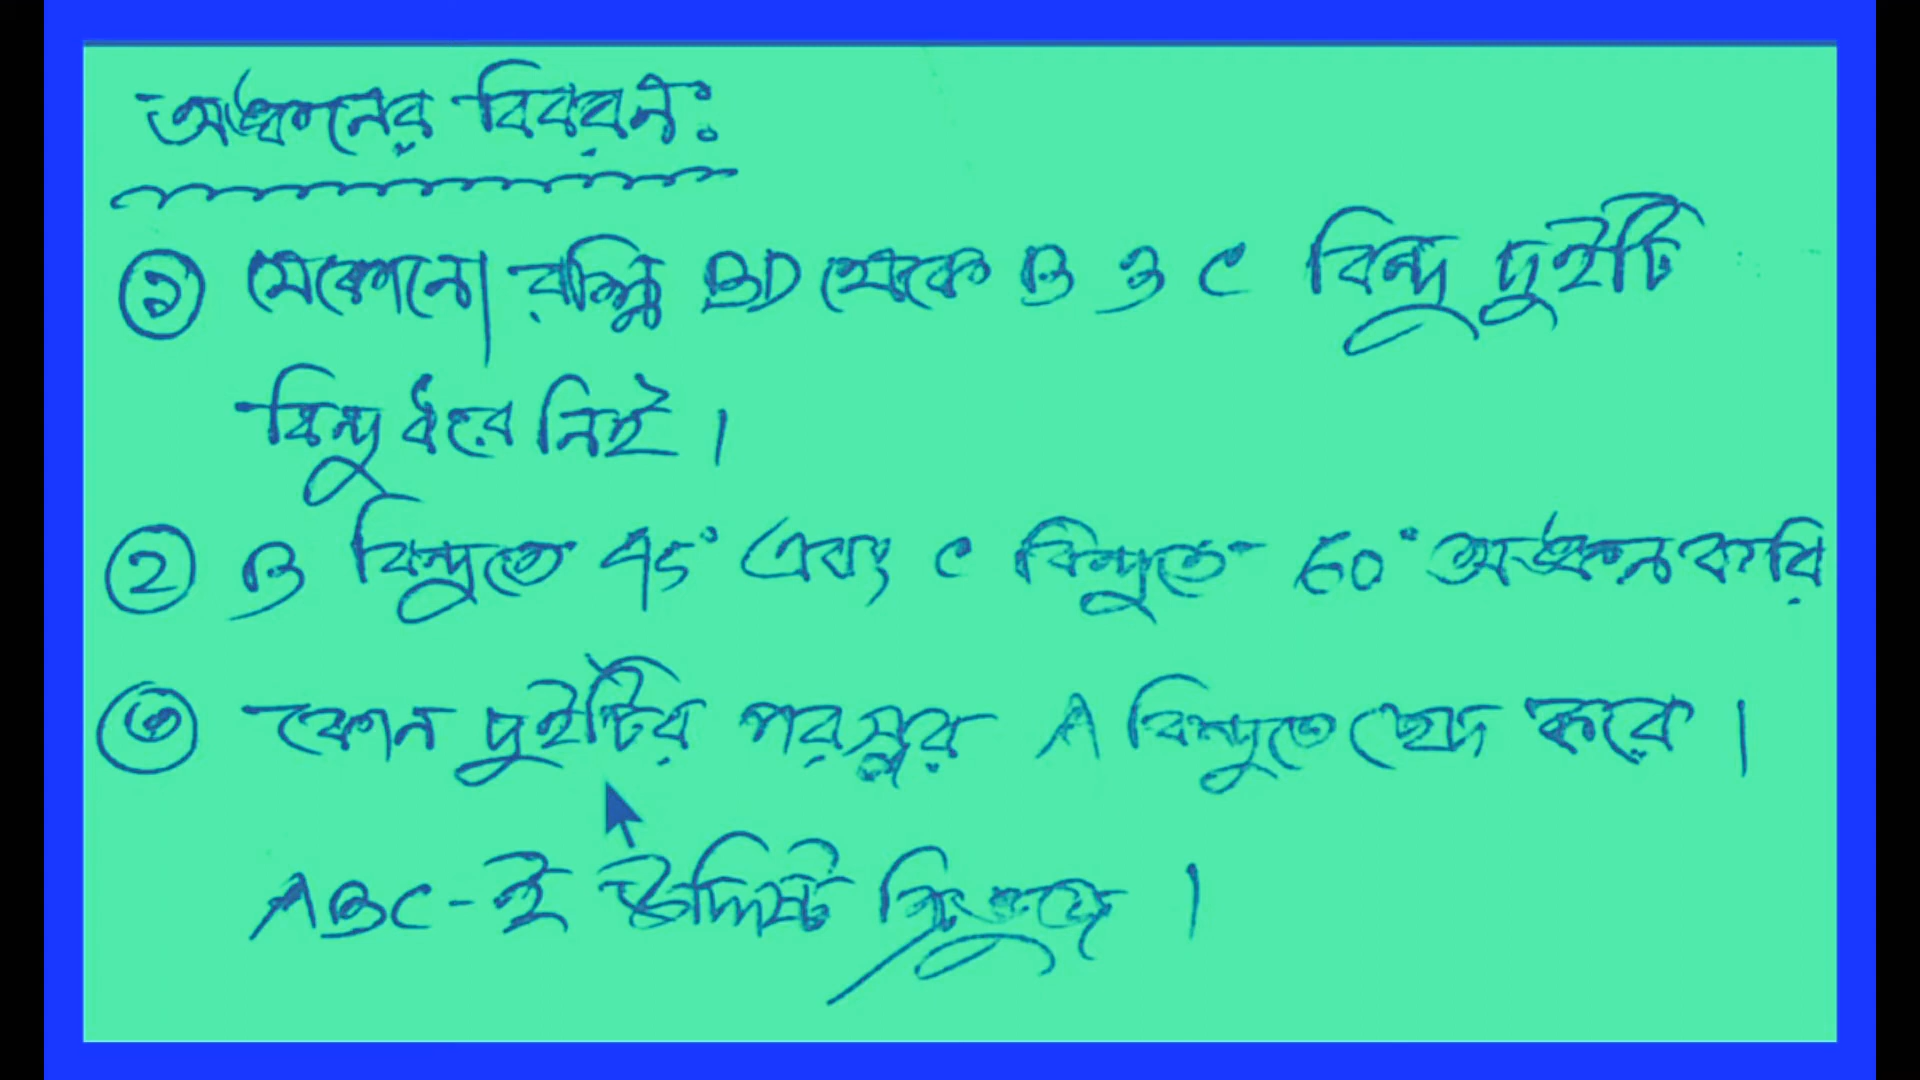 অঙ্কনের বিবরন:
① যেকোনো রশ্মি BD থেকে B ও C বিন্দু দুইটি
বিন্দু ধরে নিই।
② B বিন্দুতে 45° এবং C বিন্দুতে 60° অঙ্কন করি
③ কোন দুইটির পরস্পর A বিন্দুতে ছেদ করে।
ABC-ই উদ্দিষ্ট ত্রিভুজ।